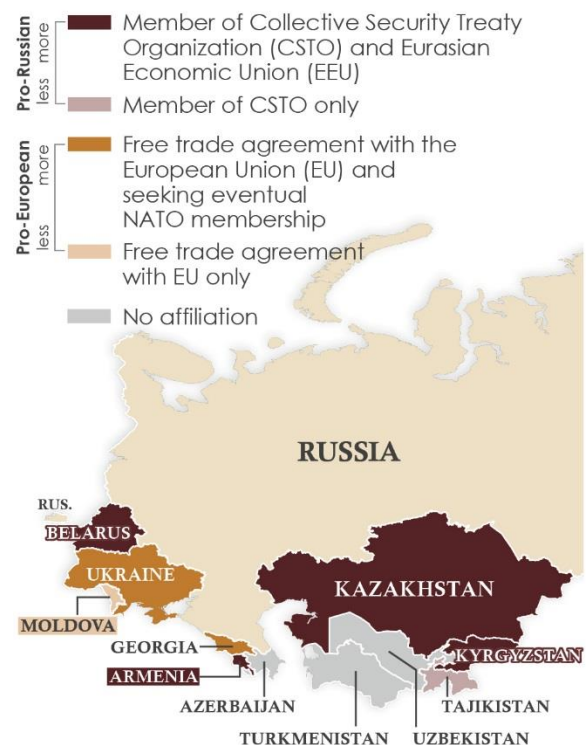 Pro-Russian
more
less
Member of Collective Security Treaty
Organization (CSTO) and Eurasian
Economic Union (EEU)
Member of CSTO only
Pro-European
more
less
Free trade agreement with the
European Union (EU) and
seeking eventual
NATO membership
Free trade agreement
with EU only
No affiliation
RUSSIA
RUS.
BELARUS
UKRAINE
KAZAKHSTAN
MOLDOVA
GEORGIA
KYRGYZSTAN
ARMENIA
AZERBAIJAN
TAJIKISTAN
TURKMENISTAN
UZBEKISTAN